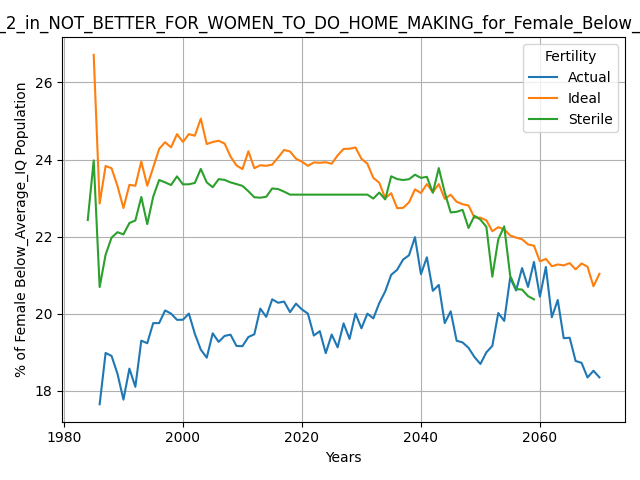 _2_in_NOT_BETTER_FOR_WOMEN_TO_DO_HOME_MAKING_for_Female_Below_
Fertility
Actual
Ideal
Sterile
% of Female Below_Average_IQ Population
26
24
22
20
18
1980
2000
2020
2040
2060
Years